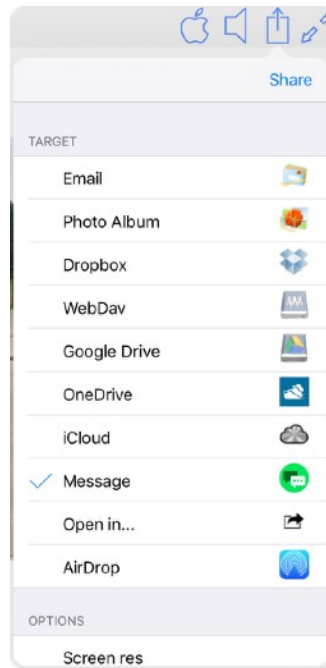 Share
TARGET
Email
Photo Album
Dropbox
WebDav
Google Drive
OneDrive
iCloud
Message
Open in...
AirDrop
OPTIONS
Screen res